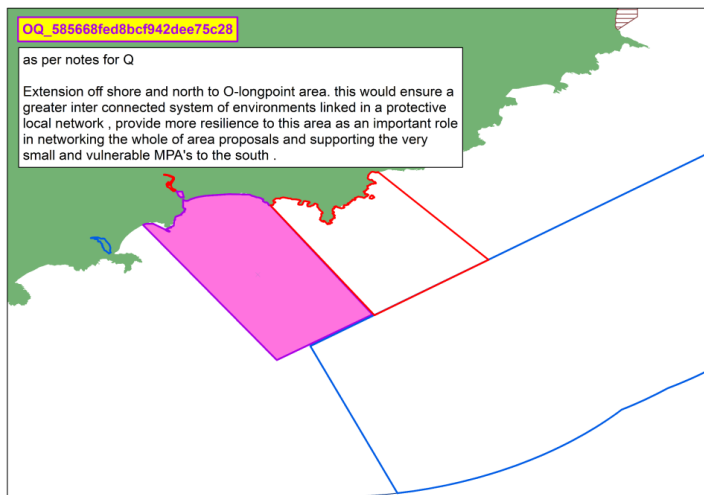 OQ_585668fed8bcf942dee75c28
as per notes for Q
Extension off shore and north to O-longpoint area. this would ensure a
greater inter connected system of environments linked in a protective
local network , provide more resilience to this area as an important role
in networking the whole of area proposals and supporting the very
small and vulnerable MPA's to the south .